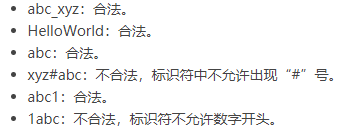 • abc_xyz：合法。
• HelloWorld：合法。
• abc：合法。
• xyz#abc：不合法，标识符中不允许出现“#”号。
• abc1：合法。
• 1abc：不合法，标识符不允许数字开头。